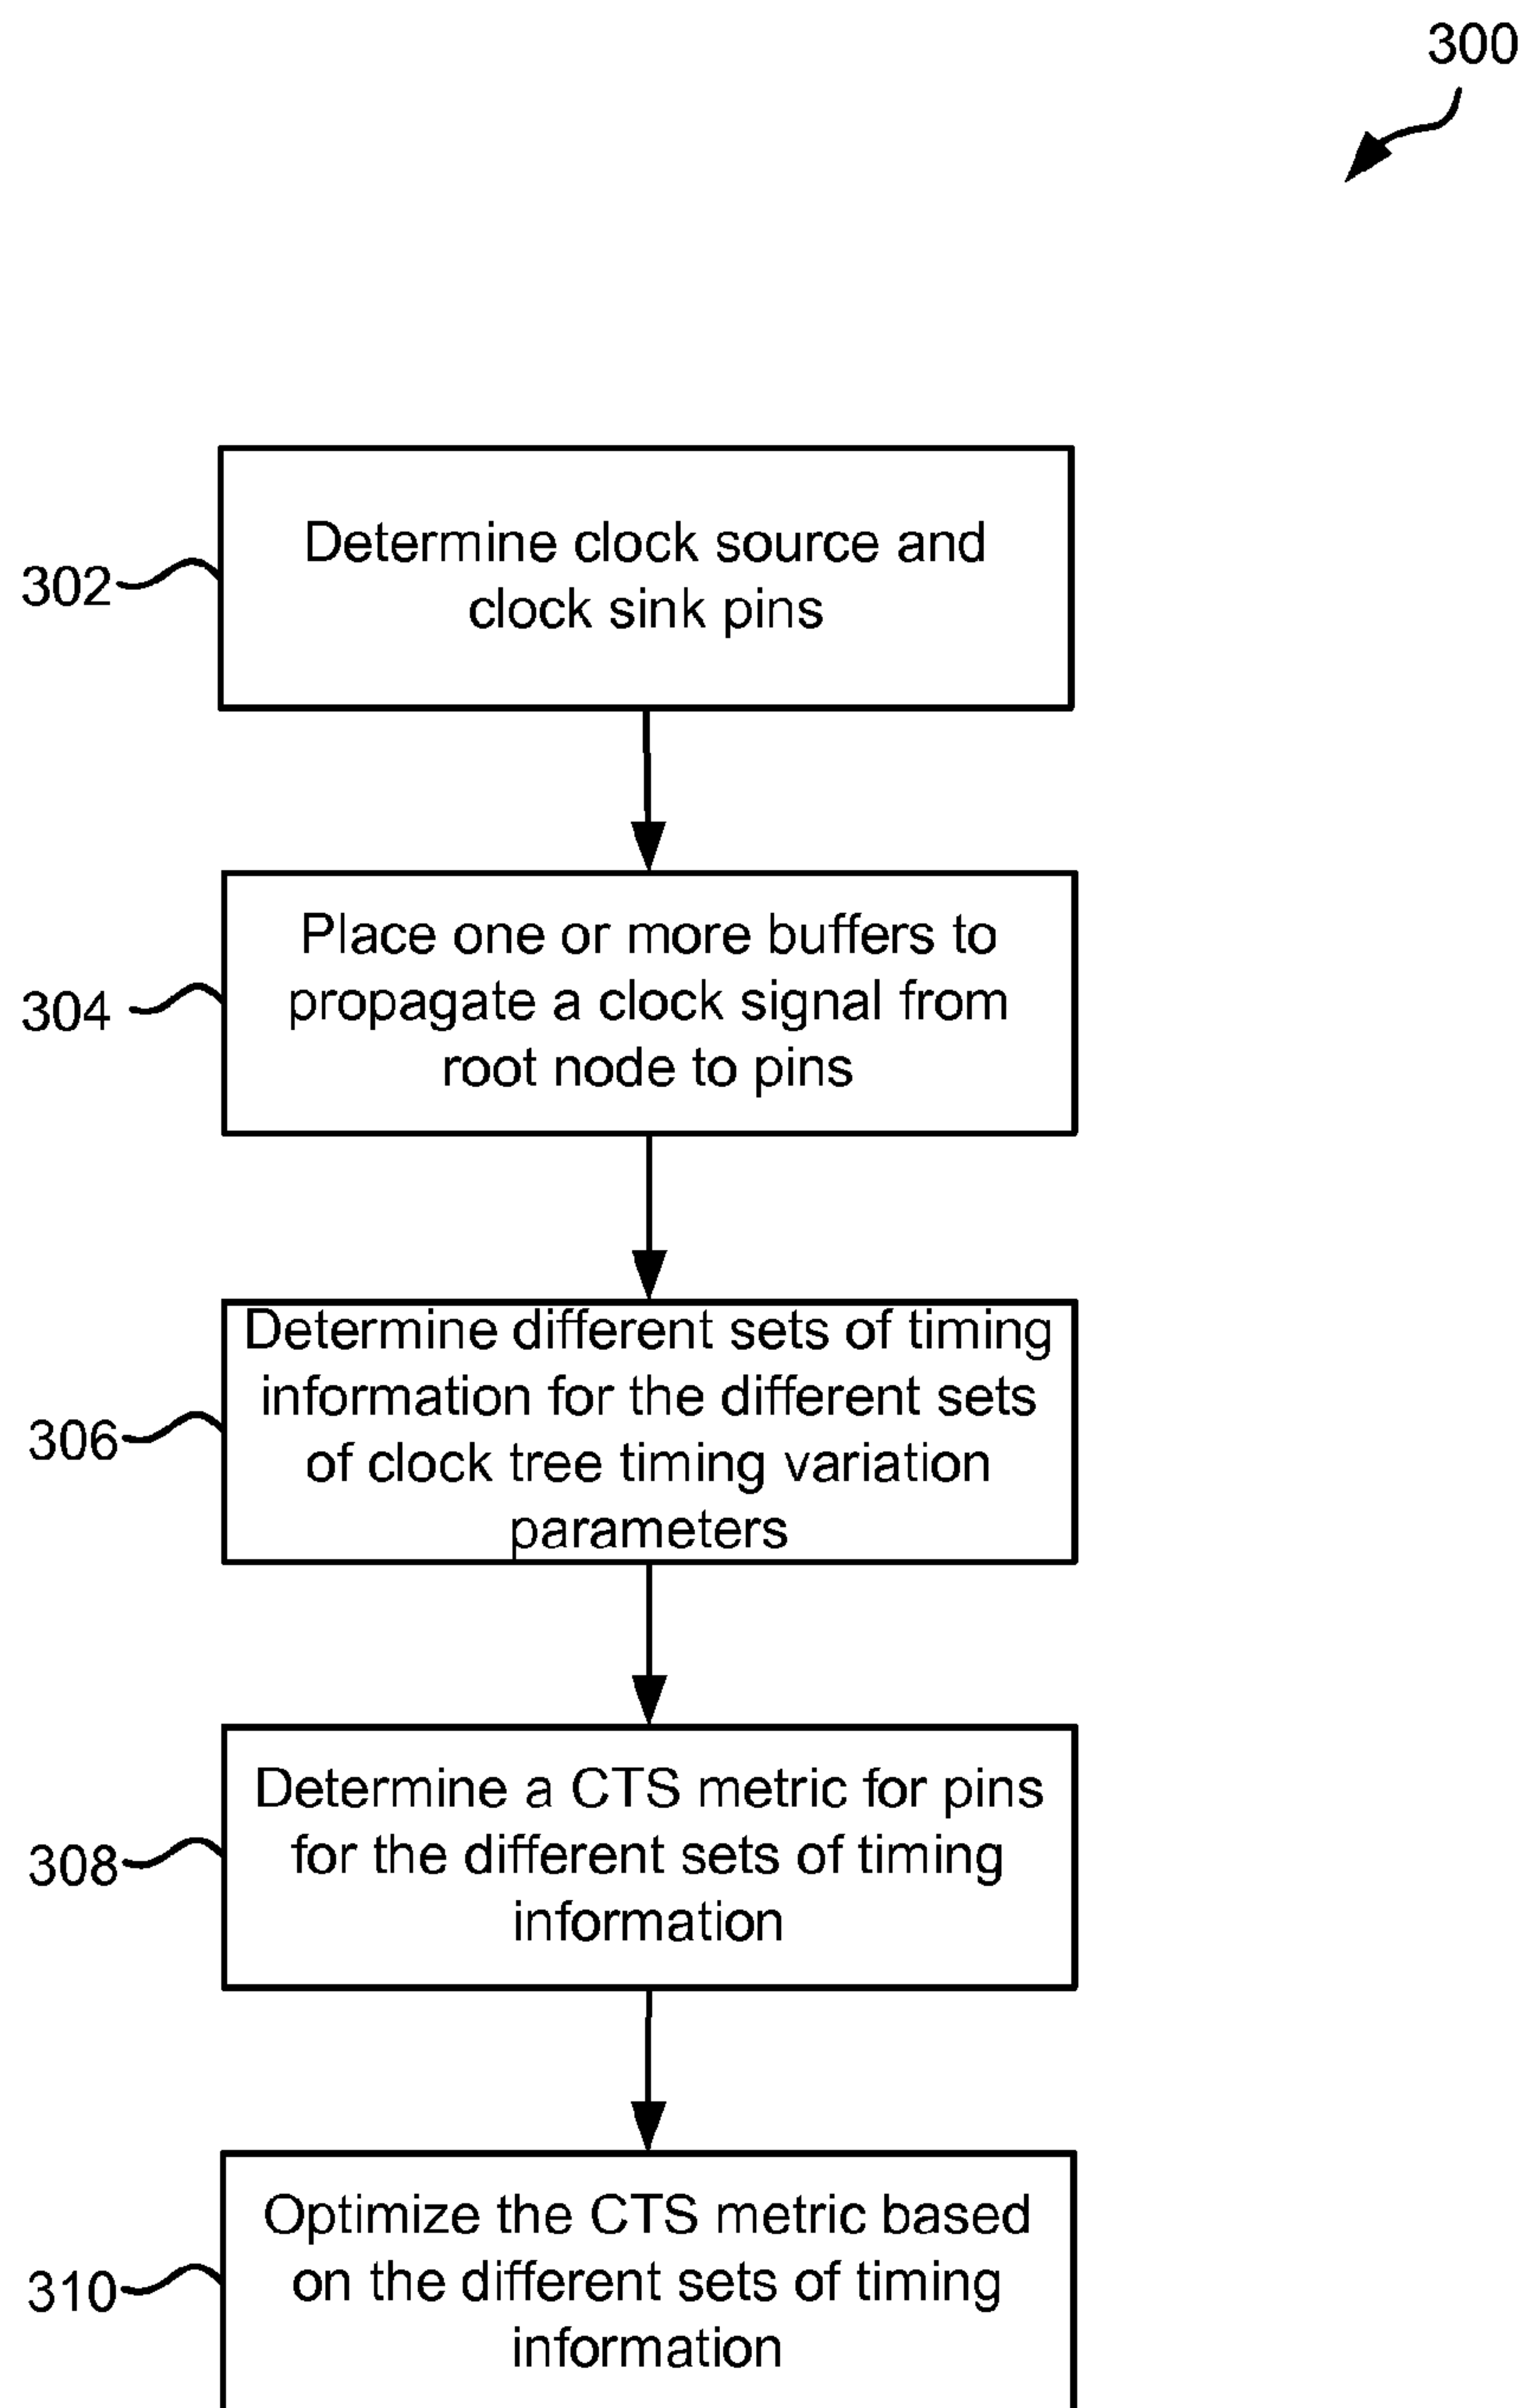 300
302
Determine clock source and
clock sink pins
304
Place one or more buffers to
propagate a clock signal from
root node to pins
306
Determine different sets of timing
information for the different sets
of clock tree timing variation
parameters
308
Determine a CTS metric for pins
for the different sets of timing
information
310
Optimize the CTS metric based
on the different sets of timing
information